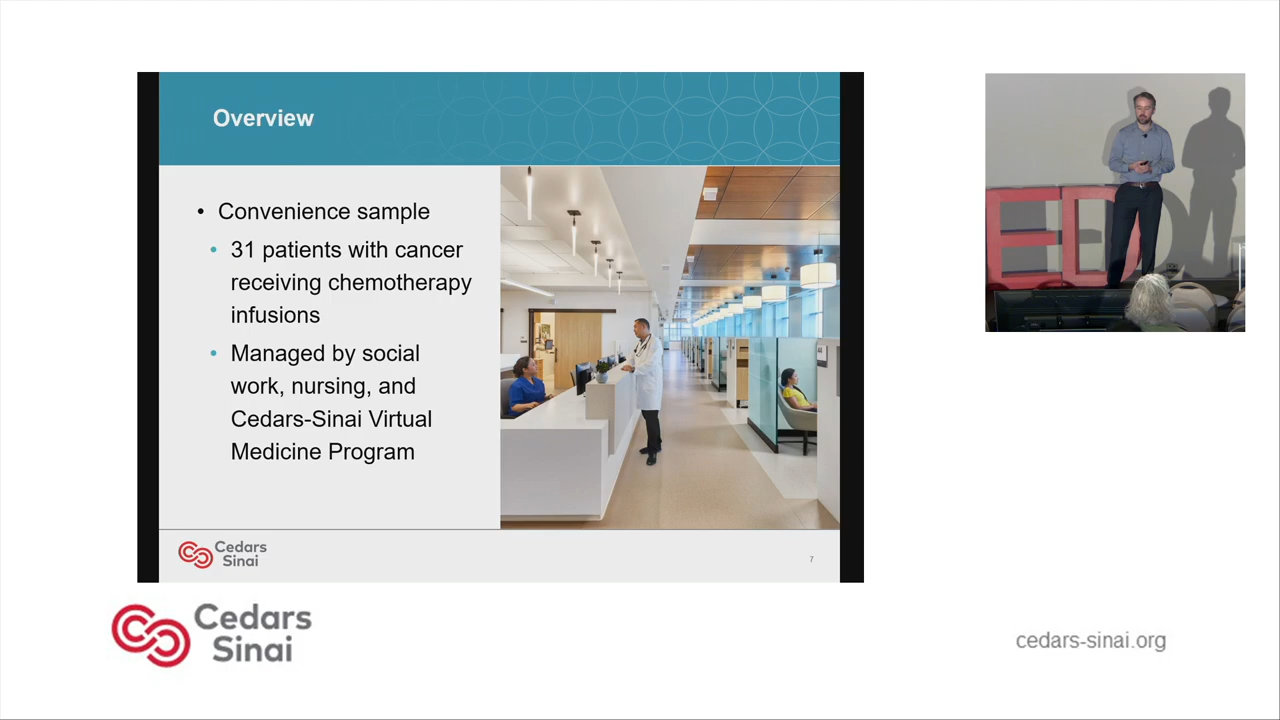 Overview
• Convenience sample
• 31 patients with cancer
receiving chemotherapy
infusions
• Managed by social
work, nursing, and
Cedars-Sinai Virtual
Medicine Program
Cedars
Sinai
7
ED
Cedars
Sinai
cedars-sinai.org